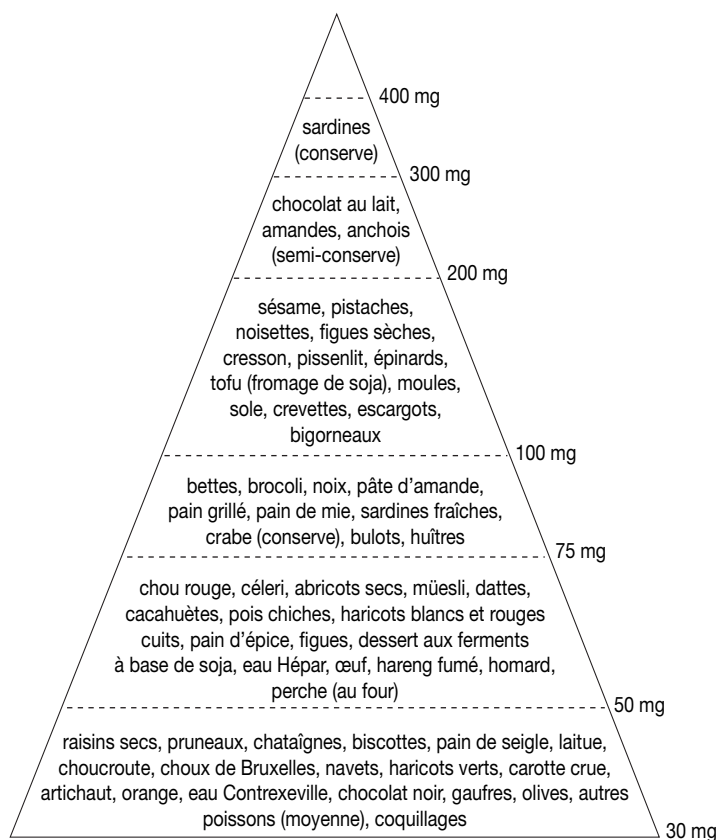 400 mg
sardines
(conserve)
300 mg
chocolat au lait,
amandes, anchois
(semi-conserve)
200 mg
sésame, pistaches,
noisettes, figues sèches,
cresson, pissenlit, épinards,
tofu (fromage de soja), moules,
sole, crevettes, escargots,
bigorneaux
100 mg
bettes, brocoli, noix, pâte d’amande,
pain grillé, pain de mie, sardines fraîches,
crabe (conserve), bulots, huîtres
75 mg
chou rouge, céleri, abricots secs, müesli, dattes,
cacahuètes, pois chiches, haricots blancs et rouges
cuits, pain d’épice, figues, dessert aux ferments
à base de soja, eau Hépar, œuf, hareng fumé, homard,
perche (au four)
50 mg
raisins secs, pruneaux, chataîgnes, biscottes, pain de seigle, laitue,
choucroute, choux de Bruxelles, navets, haricots verts, carotte crue,
artichaut, orange, eau Contrexeville, chocolat noir, gaufres, olives, autres
poissons (moyenne), coquillages
30 mg